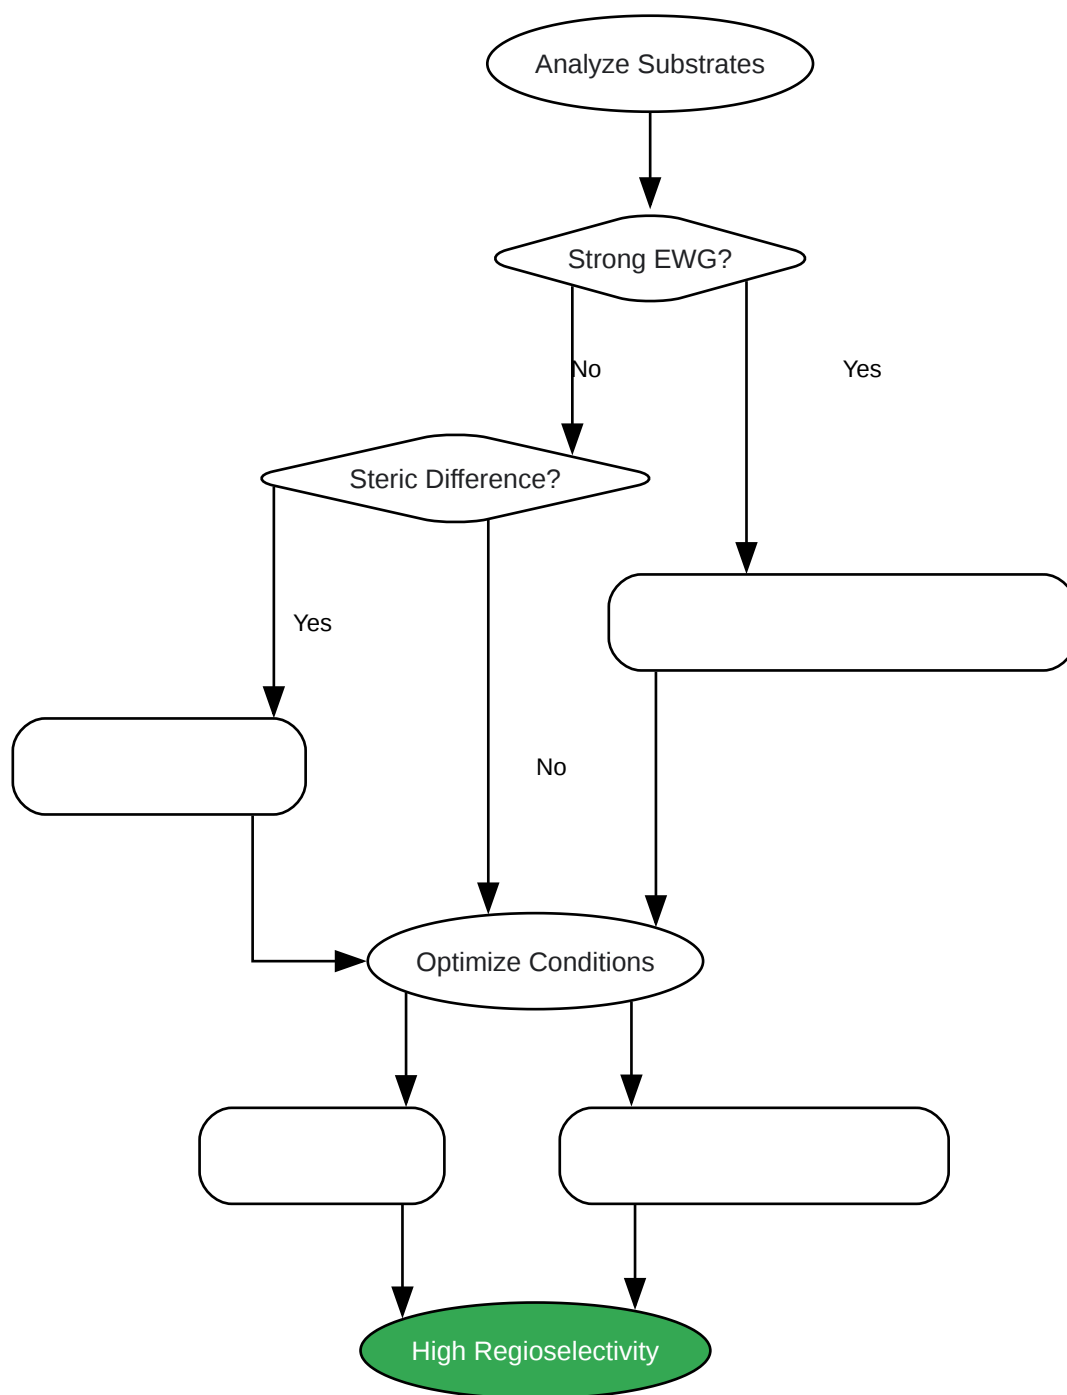 Analyze Substrates
Strong EWG?
No
Yes
Steric Difference?
Yes
No
Optimize Conditions
High Regioselectivity